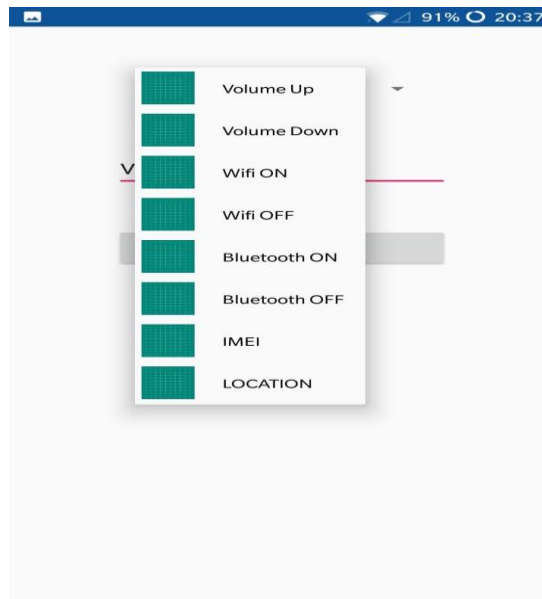 91% 20:37
Volume Up
Volume Down
V
Wifi ON
Wifi OFF
Bluetooth ON
Bluetooth OFF
IMEI
LOCATION